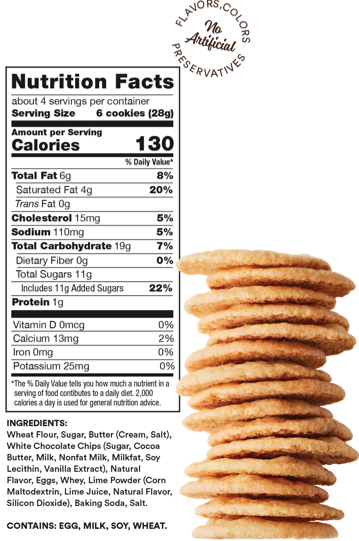 FLAVORS, COLORS
No
Artificial
PRESERVATIVES
Nutrition Facts
about 4 servings per container
Serving Size 6 cookies (28g)
Amount per Serving
Calories 130
% Daily Value*
Total Fat 6g 8%
Saturated Fat 4g 20%
Trans Fat 0g
Cholesterol 15mg 5%
Sodium 110mg 5%
Total Carbohydrate 19g 7%
Dietary Fiber 0g 0%
Total Sugars 11g
Includes 11g Added Sugars 22%
Protein 1g
Vitamin D 0mcg 0%
Calcium 13mg 2%
Iron 0mg 0%
Potassium 25mg 0%
*The % Daily Value tells you how much a nutrient in a
serving of food contibutes to a daily diet. 2,000
calories a day is used for general nutrition advice.
INGREDIENTS:
Wheat Flour, Sugar, Butter (Cream, Salt),
White Chocolate Chips (Sugar, Cocoa
Butter, Milk, Nonfat Milk, Milkfat, Soy
Lecithin, Vanilla Extract), Natural
Flavor, Eggs, Whey, Lime Powder (Corn
Maltodextrin, Lime Juice, Natural Flavor,
Silicon Dioxide), Baking Soda, Salt.
CONTAINS: EGG, MILK, SOY, WHEAT.